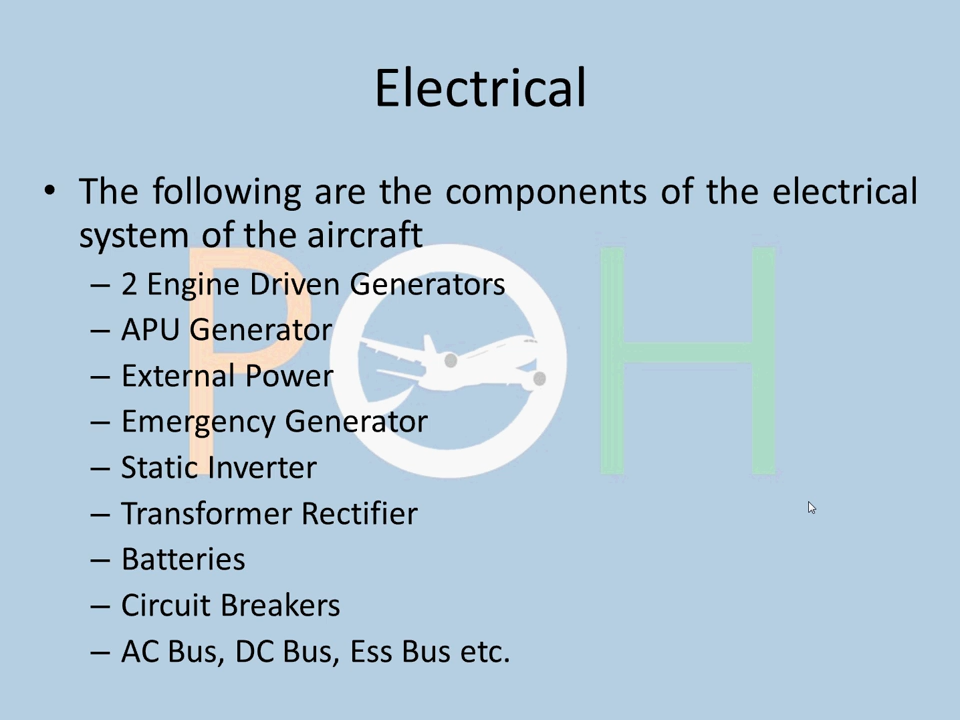 Electrical
• The following are the components of the electrical
system of the aircraft
– 2 Engine Driven Generators
– APU Generator
– External Power
– Emergency Generator
– Static Inverter
– Transformer Rectifier
– Batteries
– Circuit Breakers
– AC Bus, DC Bus, Ess Bus etc.
POH